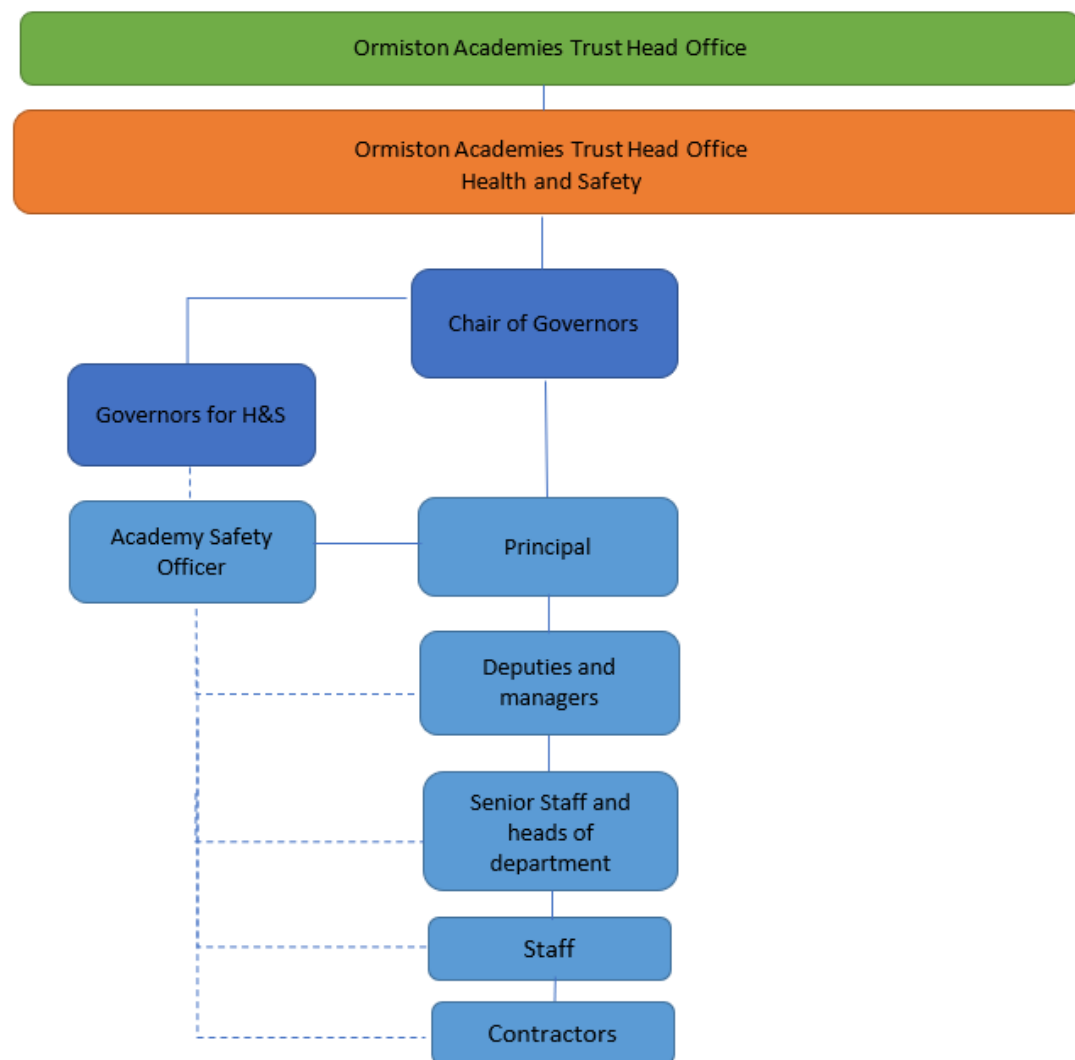 Ormiston Academies Trust Head Office
Ormiston Academies Trust Head Office
Health and Safety
Chair of Governors
Governors for H&S
Academy Safety
Officer
Principal
Deputies and
managers
Senior Staff and
heads of
department
Staff
Contractors